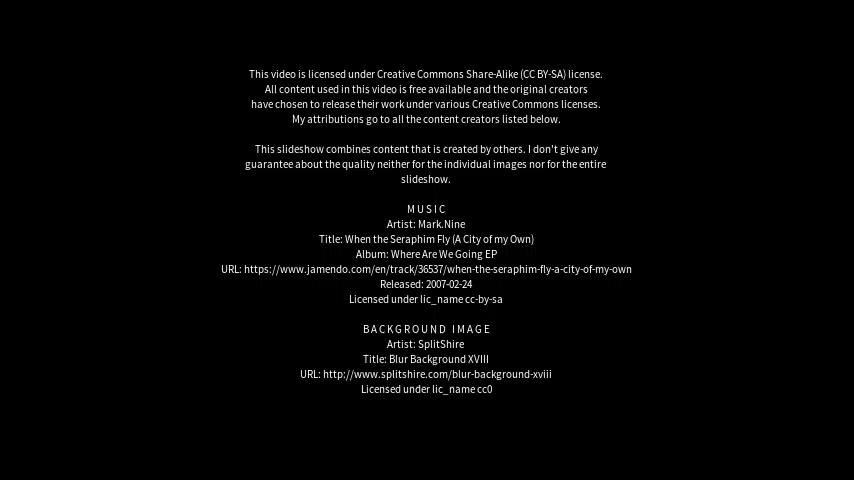 This video is licensed under Creative Commons Share-Alike (CC BY-SA) license.
All content used in this video is free available and the original creators
have chosen to release their work under various Creative Commons licenses.
My attributions go to all the content creators listed below.
This slideshow combines content that is created by others. I don't give any
guarantee about the quality neither for the individual images nor for the entire
slideshow.
MUSIC
Artist: Mark.Nine
Title: When the Seraphim Fly (A City of my Own)
Album: Where Are We Going EP
URL: https://www.jamendo.com/en/track/36537/when-the-seraphim-fly-a-city-of-my-own
Released: 2007-02-24
Licensed under lic_name cc-by-sa
BACKGROUND IMAGE
Artist: SplitShire
Title: Blur Background XVIII
URL: http://www.splitshire.com/blur-background-xviii
Licensed under lic_name cc0